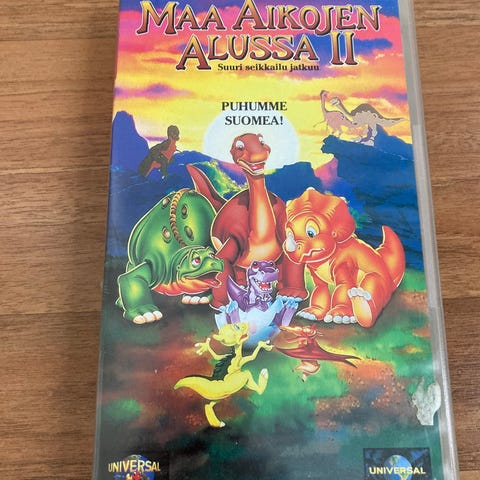 MAA AIKOJEN
ALUSSA II
Suuri seikkailu jatkuu
PUHUMME
SUOMEA!
UNIVERSAL
UNIVERSAL